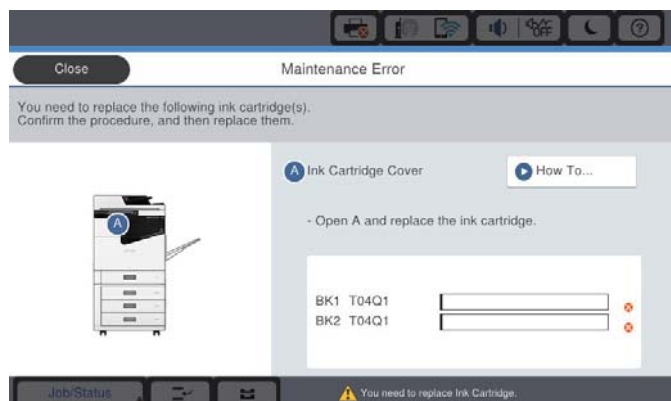 OFF
Close
Maintenance Error
You need to replace the following ink cartridge(s).
Confirm the procedure, and then replace them.
A
Ink Cartridge Cover
How To...
A
- Open A and replace the ink cartridge.
BK1 T04Q1
BK2 T04Q1
Job/Status
You need to replace Ink Cartridge.